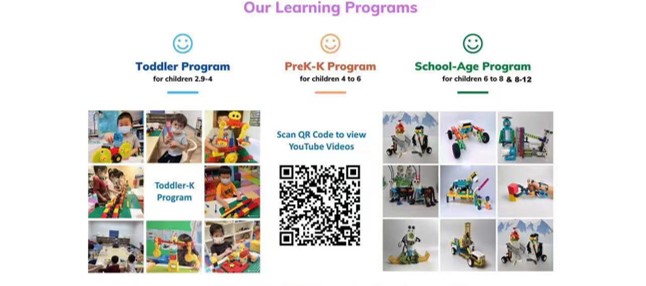 Our Learning Programs
Toddler Program
for children 2.9-4
PreK-K Program
for children 4 to 6
School-Age Program
for children 6 to 8 & 8-12
Scan QR Code to view
YouTube Videos
Toddler-K
Program